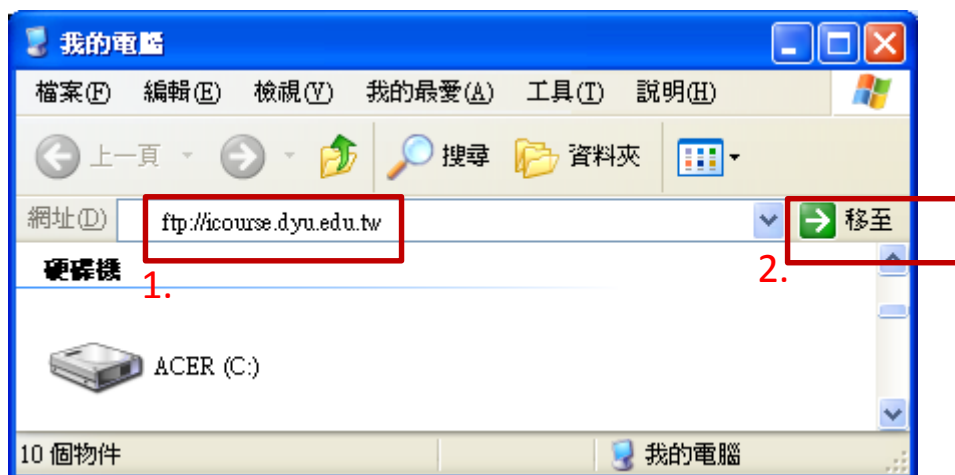 我的電腦
檔案(F) 編輯(E) 檢視(V) 我的最愛(A) 工具(T) 說明(H)
上一頁 搜尋 資料夾
網址(D) ftp://icourse.dyu.edu.tw 移至
硬碟機
1. 2.
ACER (C:)
10 個物件 我的電腦